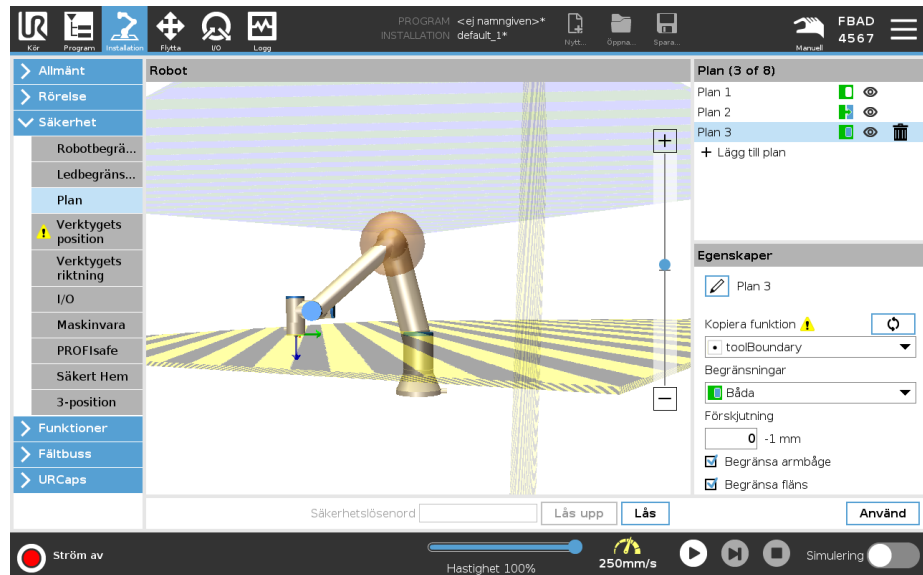 PROGRAM <ej namngiven>*
INSTALLATION default_1*
Kör
Program
Installation
Flytta
I/O
Logg
Nytt...
Öppna...
Spara...
Manuell
FBAD
4567
Allmänt
Rörelse
Säkerhet
Robotbegrä...
Ledbegräns...
Plan
Verktygets
position
Verktygets
riktning
I/O
Maskinvara
PROFIsafe
Säkert Hem
3-position
Funktioner
Fältbuss
URCaps
Robot
Plan (3 of 8)
Plan 1
Plan 2
Plan 3
Lägg till plan
Egenskaper
Plan 3
Kopiera funktion
toolBoundary
Begränsningar
Båda
Förskjutning
0 -1 mm
Begränsa armbåge
Begränsa fläns
Säkerhetslösenord
Lås upp
Lås
Använd
Ström av
Hastighet 100%
250mm/s
Simulering